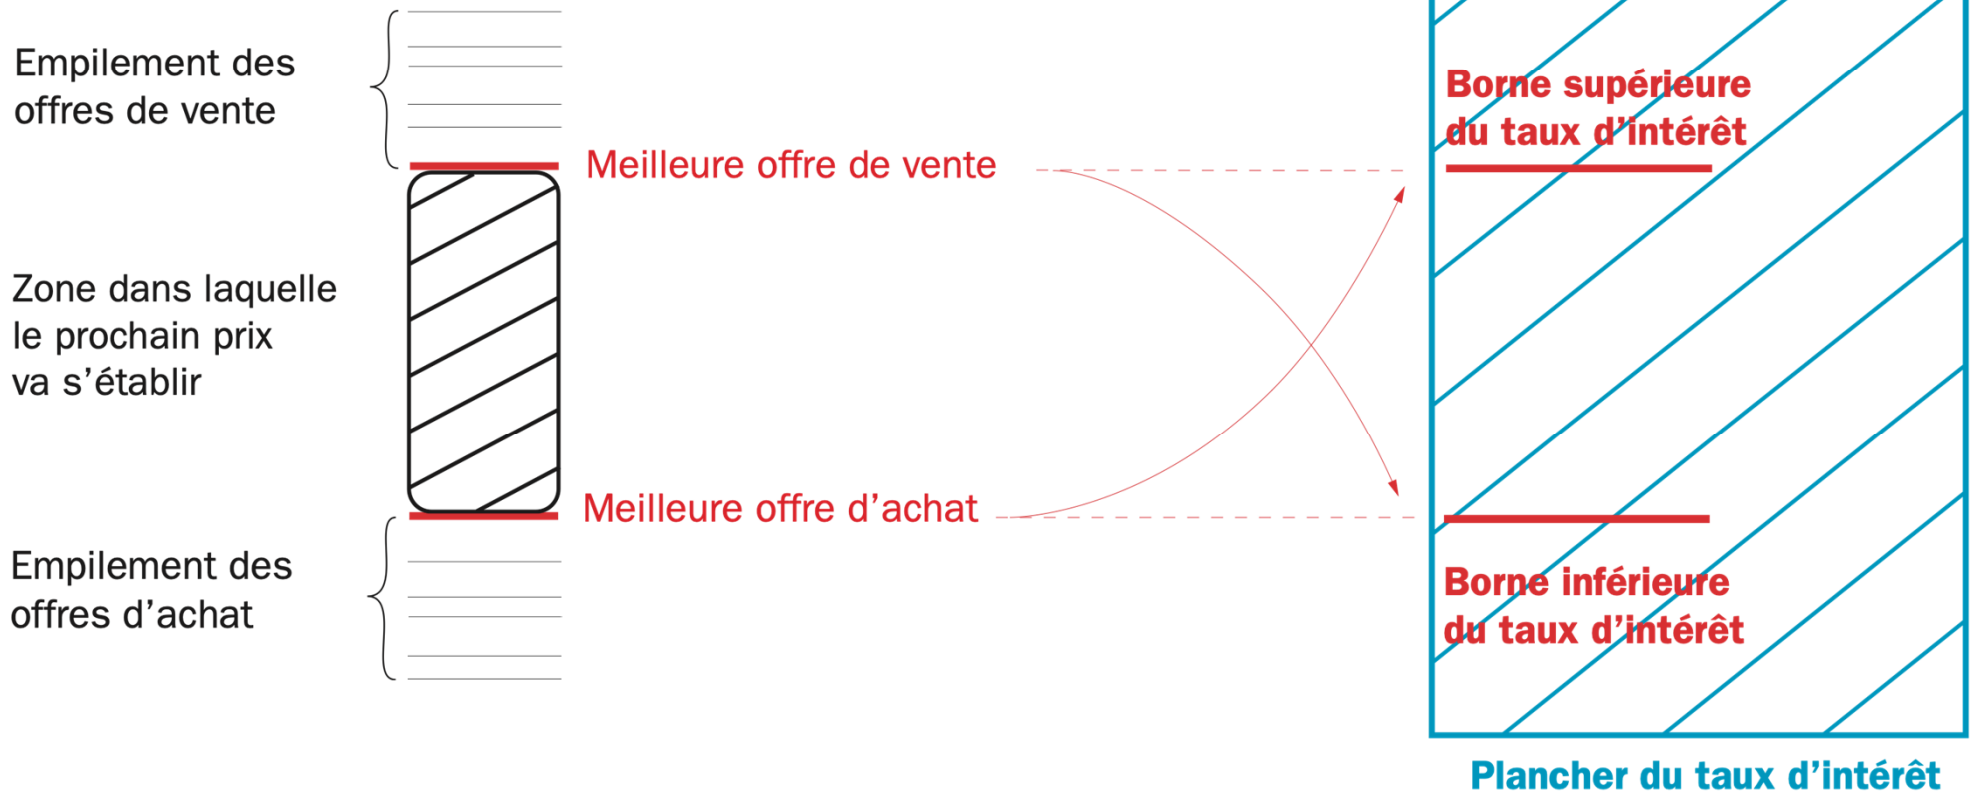 Empilement des
offres de vente
Meilleure offre de vente
Borne supérieure
du taux d’intérêt
Zone dans laquelle
le prochain prix
va s’établir
Meilleure offre d’achat
Empilement des
offres d’achat
Borne inférieure
du taux d’intérêt
Plancher du taux d’intérêt